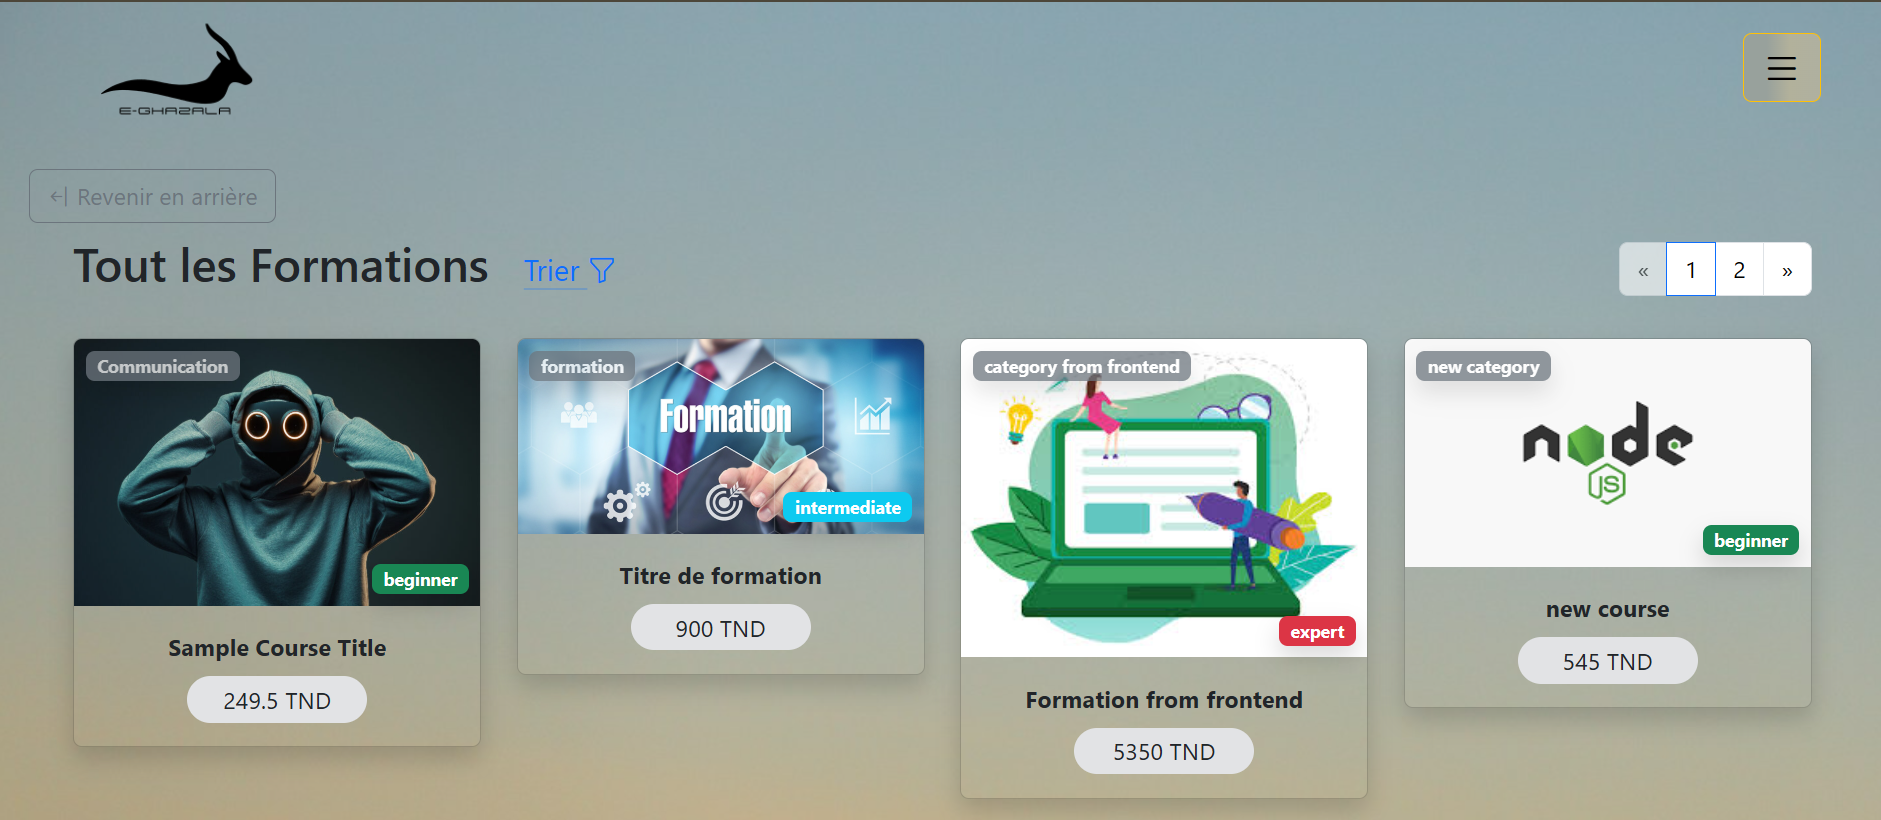 E-GHAZALA
Revenir en arrière
Tout les Formations
Trier
« 1 2 »
Communication
beginner
Sample Course Title
249.5 TND
formation
Formation
intermediate
Titre de formation
900 TND
category from frontend
expert
Formation from frontend
5350 TND
new category
node
JS
beginner
new course
545 TND